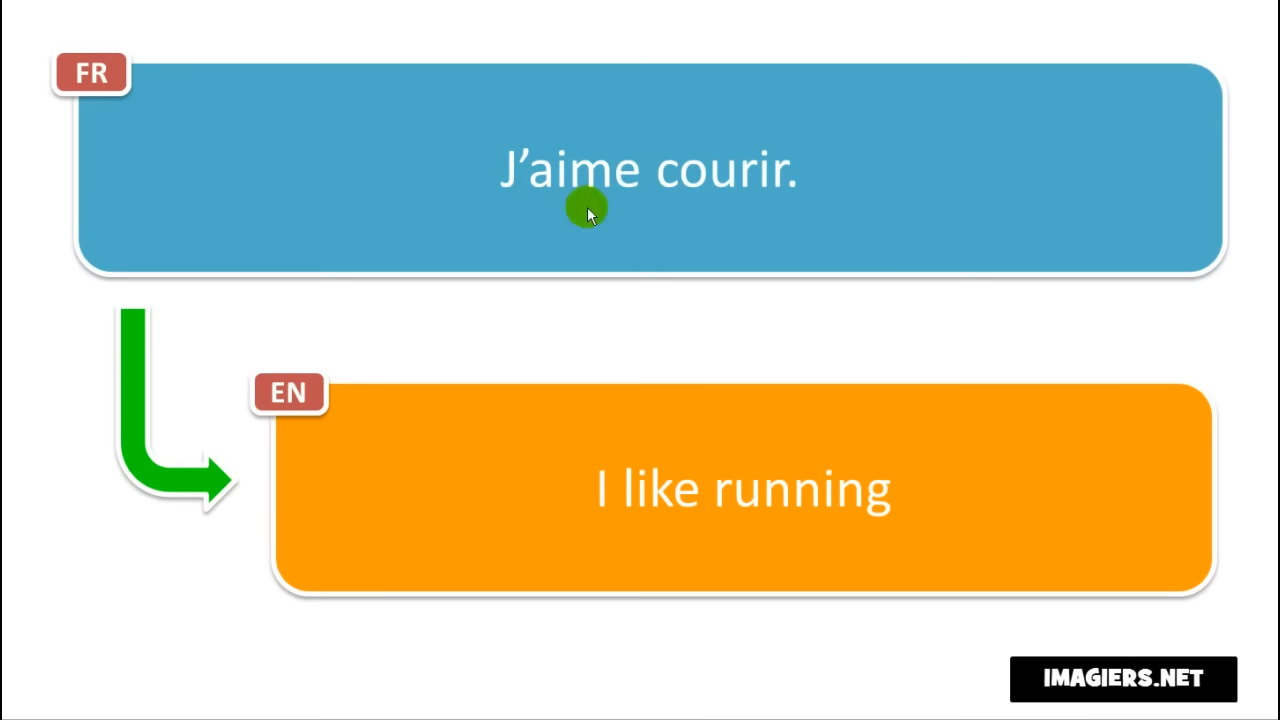 FR
J’aime courir.
EN
I like running
IMAGIERS.NET